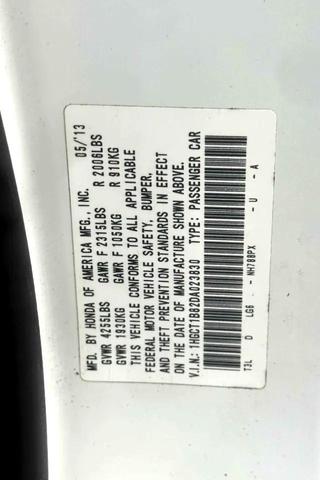 MFD. BY HONDA OF AMERICA MFG., INC. 05/'13
GVWR 4255LBS GAWR F 2315LBS R 2006LBS
GVWR 1930KG GAWR F 1050KG R 910KG
THIS VEHICLE CONFORMS TO ALL APPLICABLE
FEDERAL MOTOR VEHICLE SAFETY, BUMPER,
AND THEFT PREVENTION STANDARDS IN EFFECT
ON THE DATE OF MANUFACTURE SHOWN ABOVE.
V.I.N.: 1HGCT1B82DA023830 TYPE: PASSENGER CAR
T3L D LG6 - NH788PX - U - A